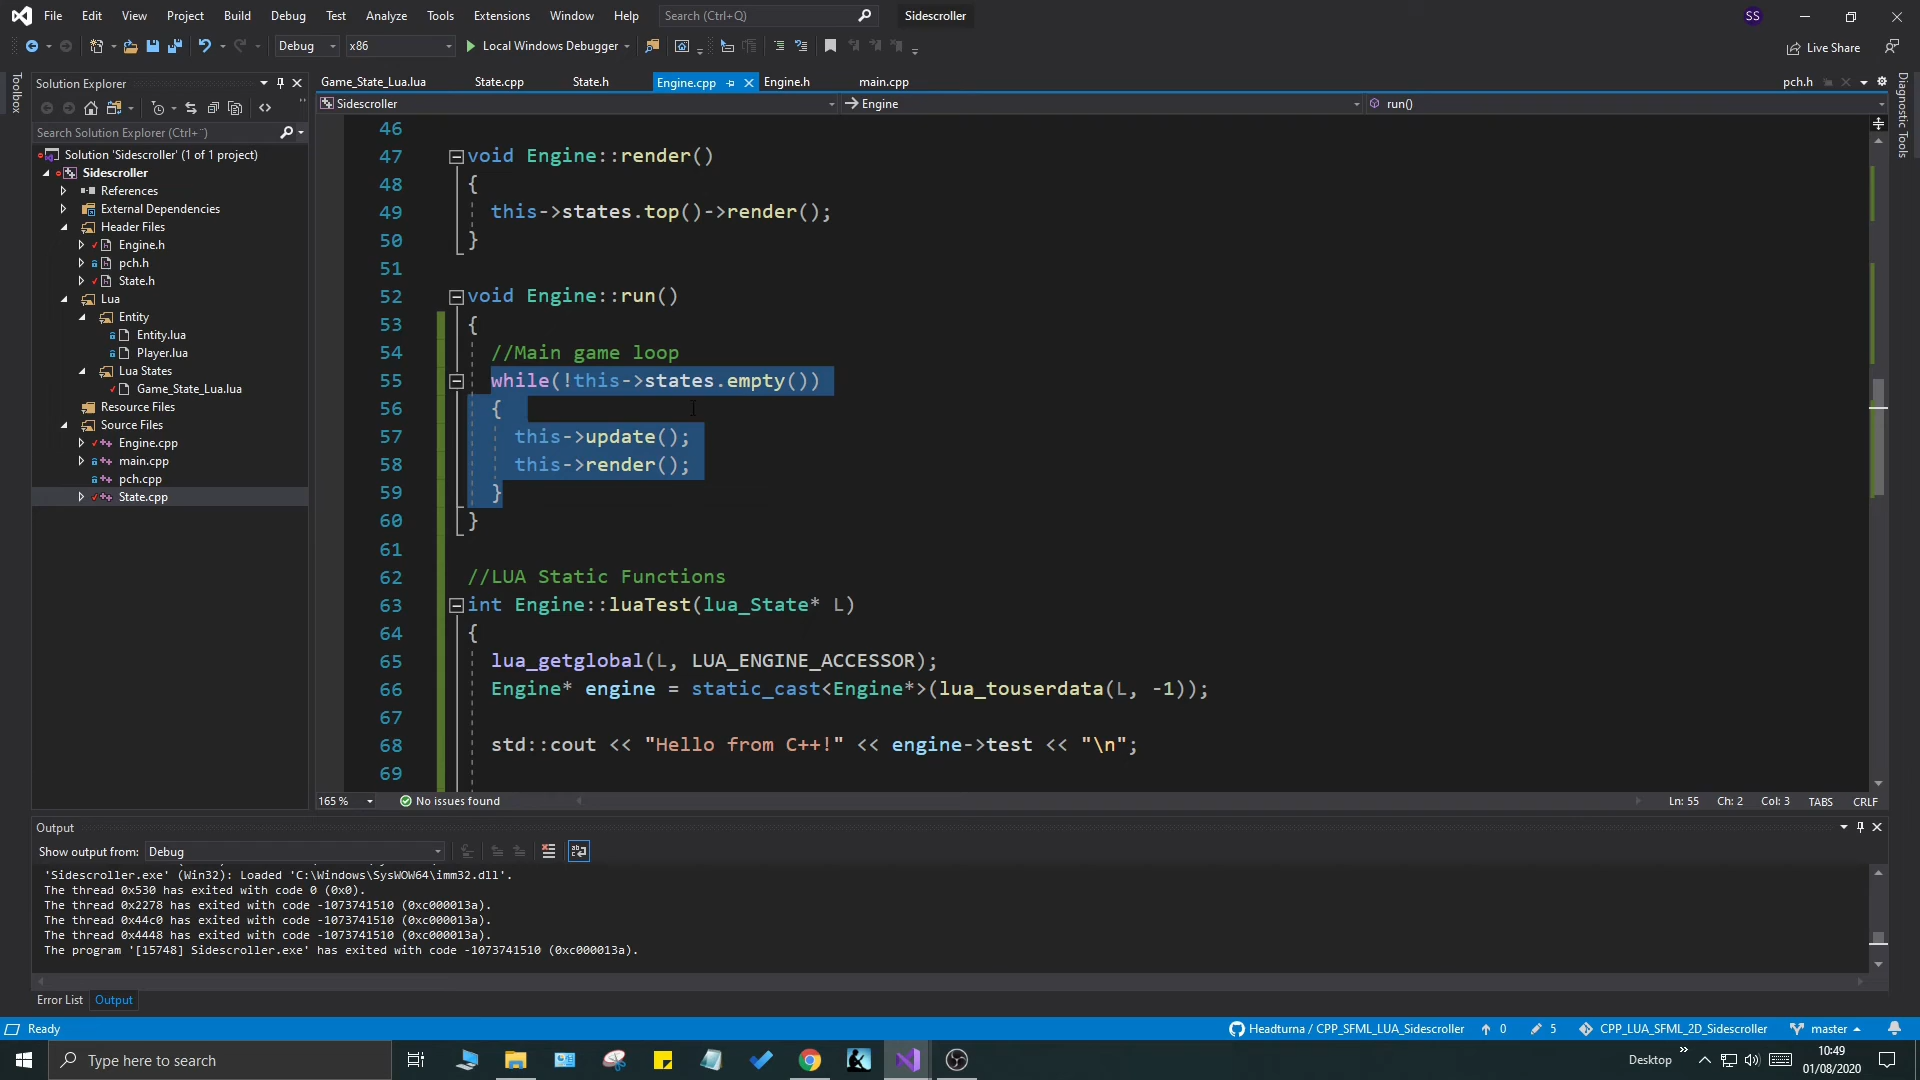 File Edit View Project Build Debug Test Analyze Tools Extensions Window Help Search (Ctrl+Q) Sidescroller SS
Debug x86 Local Windows Debugger Live Share
Toolbox
Solution Explorer
Search Solution Explorer (Ctrl+¨)
Solution 'Sidescroller' (1 of 1 project)
Sidescroller
References
External Dependencies
Header Files
Engine.h
pch.h
State.h
Lua
Entity
Entity.lua
Player.lua
Lua States
Game_State_Lua.lua
Resource Files
Source Files
Engine.cpp
main.cpp
pch.cpp
State.cpp
Game_State_Lua.lua State.cpp State.h Engine.cpp Engine.h main.cpp pch.h
Sidescroller Engine run()
Diagnostic Tools
46
47 void Engine::render()
48 {
49 this->states.top()->render();
50 }
51
52 void Engine::run()
53 {
54 //Main game loop
55 while(!this->states.empty())
56 {
57 this->update();
58 this->render();
59 }
60 }
61
62 //LUA Static Functions
63 int Engine::luaTest(lua_State* L)
64 {
65 lua_getglobal(L, LUA_ENGINE_ACCESSOR);
66 Engine* engine = static_cast<Engine*>(lua_touserdata(L, -1));
67
68 std::cout << "Hello from C++!" << engine->test << "\n";
69
165 % No issues found Ln: 55 Ch: 2 Col: 3 TABS CRLF
Output
Show output from: Debug
'Sidescroller.exe' (Win32): Loaded 'C:\Windows\SysWOW64\imm32.dll'.
The thread 0x530 has exited with code 0 (0x0).
The thread 0x2278 has exited with code -1073741510 (0xc000013a).
The thread 0x44c0 has exited with code -1073741510 (0xc000013a).
The thread 0x4448 has exited with code -1073741510 (0xc000013a).
The program '[15748] Sidescroller.exe' has exited with code -1073741510 (0xc000013a).
Error List Output
Ready Headturna / CPP_SFML_LUA_Sidescroller 0 5 CPP_LUA_SFML_2D_Sidescroller master
Type here to search Desktop 10:49
01/08/2020